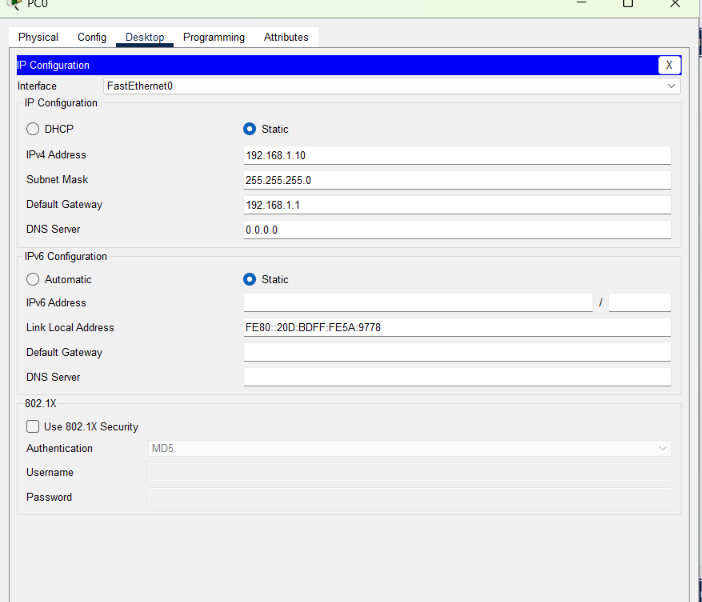 PC0
Physical Config Desktop Programming Attributes
IP Configuration X
Interface FastEthernet0
IP Configuration
DHCP Static
IPv4 Address 192.168.1.10
Subnet Mask 255.255.255.0
Default Gateway 192.168.1.1
DNS Server 0.0.0.0
IPv6 Configuration
Automatic Static
IPv6 Address /
Link Local Address FE80::20D:BDFF:FE5A:9778
Default Gateway
DNS Server
802.1X
Use 802.1X Security
Authentication MD5
Username
Password